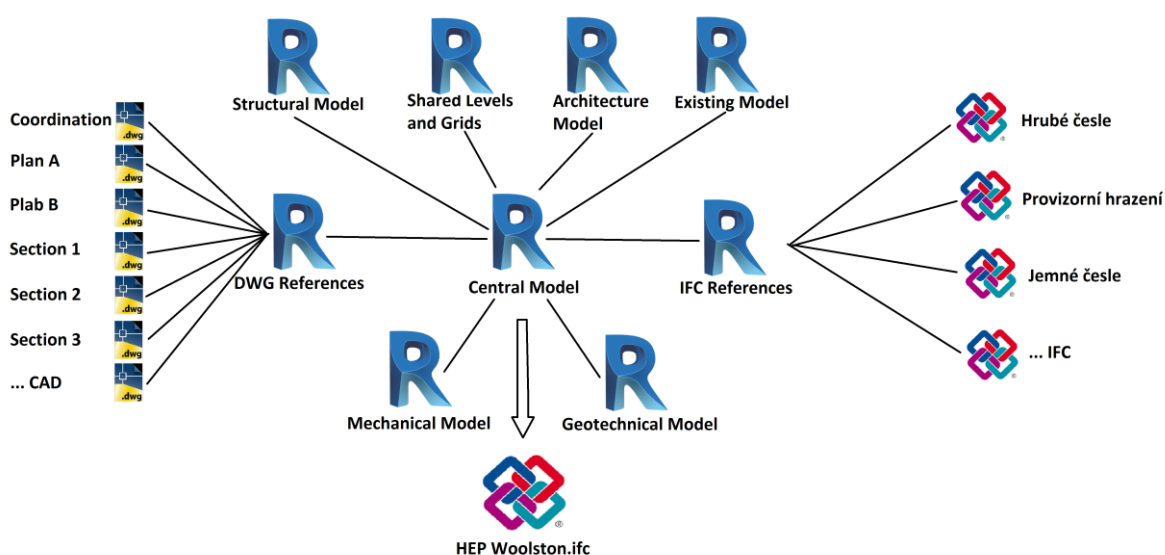 Structural Model
Shared Levels
and Grids
Architecture
Model
Existing Model
Coordination
.dwg
Plan A
.dwg
Plab B
.dwg
Section 1
.dwg
Section 2
.dwg
Section 3
.dwg
... CAD
.dwg
DWG References
Central Model
IFC References
Hrubé česle
®
Provizorní hrazení
®
Jemné česle
®
... IFC
®
Mechanical Model
Geotechnical Model
®
HEP Woolston.ifc